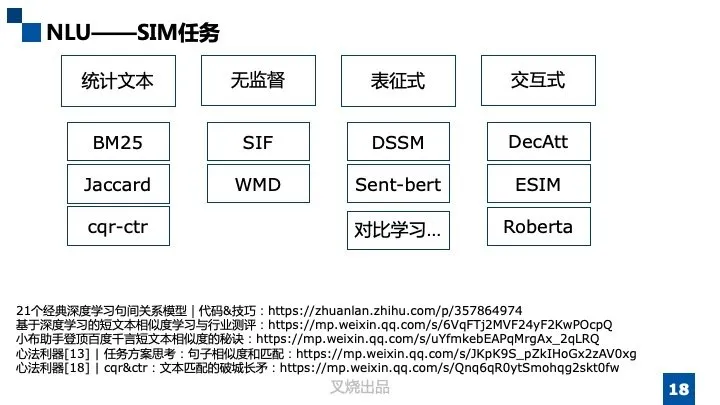 NLU——SIM任务
统计文本 无监督 表征式 交互式
BM25 SIF DSSM DecAtt
Jaccard WMD Sent-bert ESIM
cqr-ctr 对比学习... Roberta
21个经典深度学习句间关系模型 | 代码&技巧：https://zhuanlan.zhihu.com/p/357864974
基于深度学习的短文本相似度学习与行业测评：https://mp.weixin.qq.com/s/6VqFTj2MVF24yF2KwPOcpQ
小布助手登顶百度千言短文本相似度的秘诀：https://mp.weixin.qq.com/s/uYfmkebEAPqMrgAx_2qLRQ
心法利器[13] | 任务方案思考：句子相似度和匹配：https://mp.weixin.qq.com/s/JKpK9S_pZkIHoGx2zAV0xg
心法利器[18] | cqr&ctr：文本匹配的破城长矛：https://mp.weixin.qq.com/s/Qnq6qR0ytSmohqg2skt0fw
叉烧出品
18